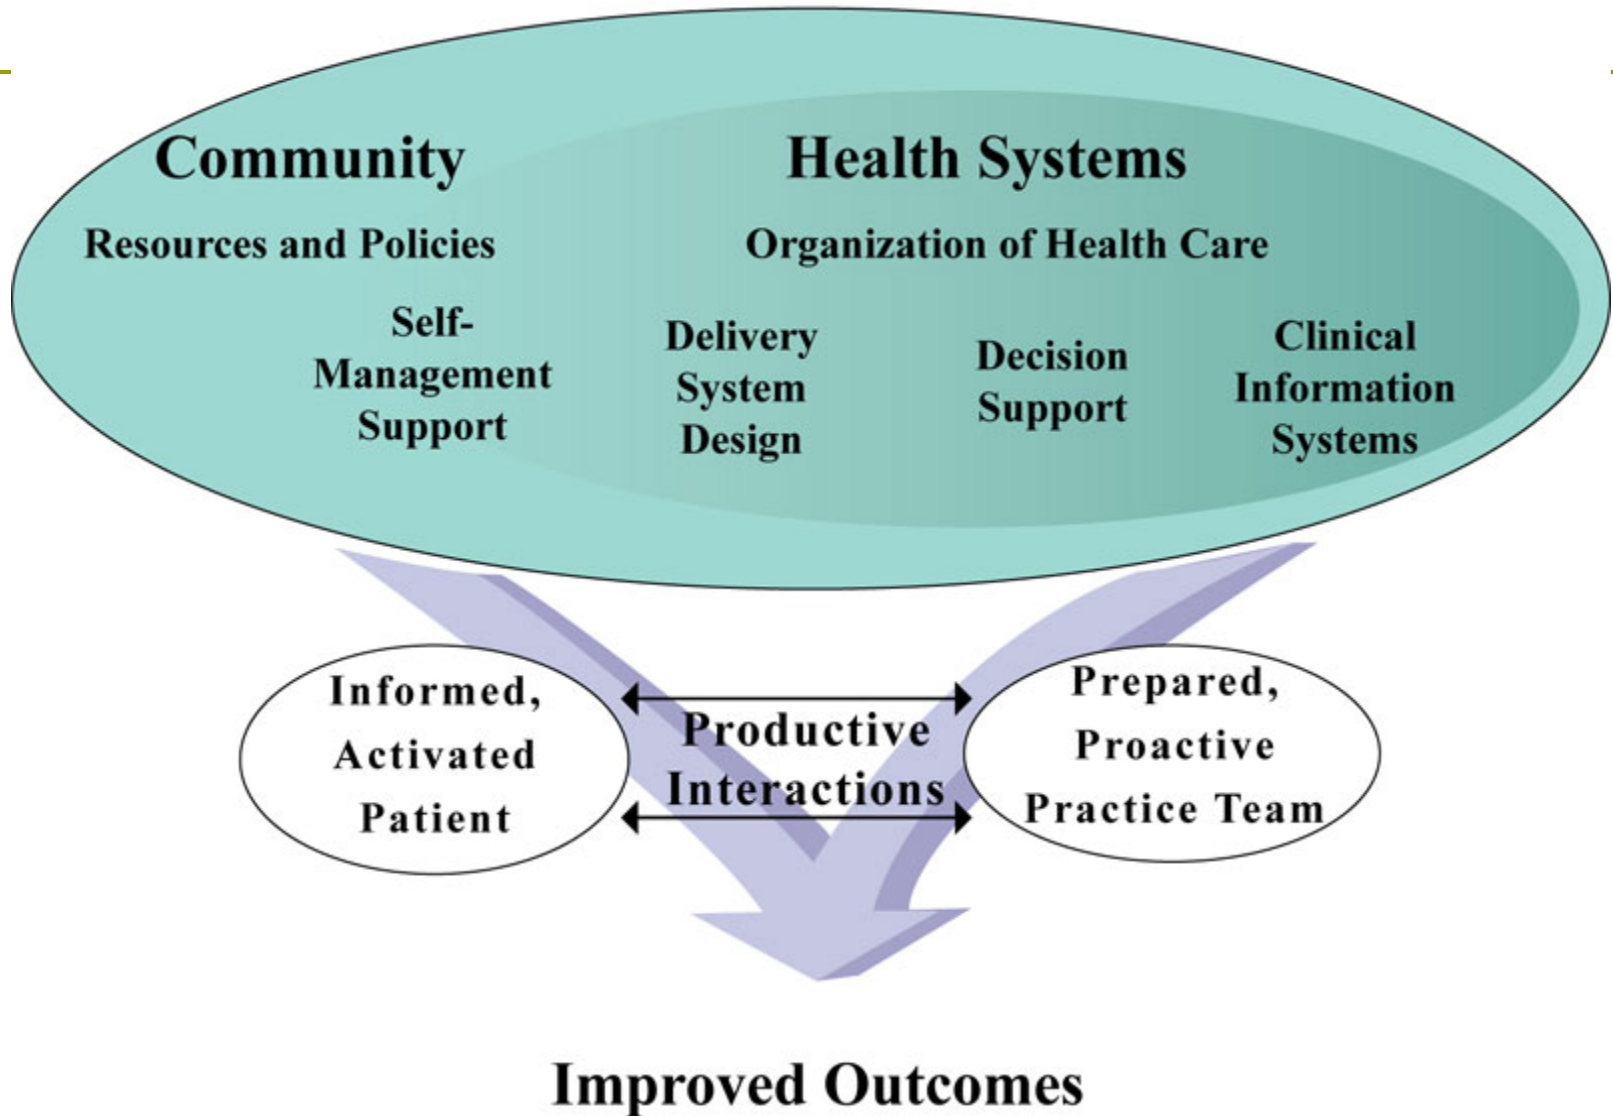 Community
Health Systems
Resources and Policies
Organization of Health Care
Self-
Management
Support
Delivery
System
Design
Decision
Support
Clinical
Information
Systems
Informed,
Activated
Patient
Productive
Interactions
Prepared,
Proactive
Practice Team
Improved Outcomes